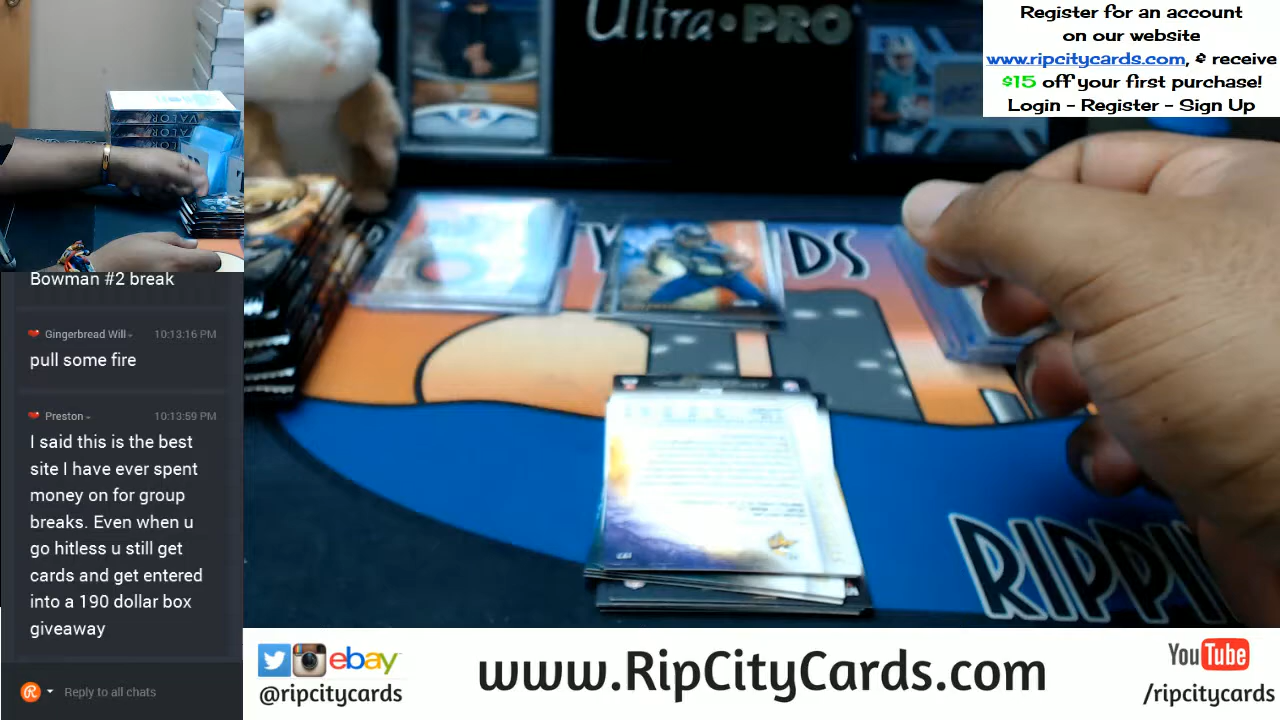 Ultra•PRO
Register for an account
on our website
www.ripcitycards.com, & receive
$15 off your first purchase!
Login - Register - Sign Up
VALOR
Bowman #2 break
Gingerbread Will
10:13:16 PM
pull some fire
Preston
10:13:59 PM
I said this is the best
site I have ever spent
money on for group
breaks. Even when u
go hitless u still get
cards and get entered
into a 190 dollar box
giveaway
Reply to all chats
DS
RIPPI
ebay
@ripcitycards
www.RipCityCards.com
YouTube
/ripcitycards